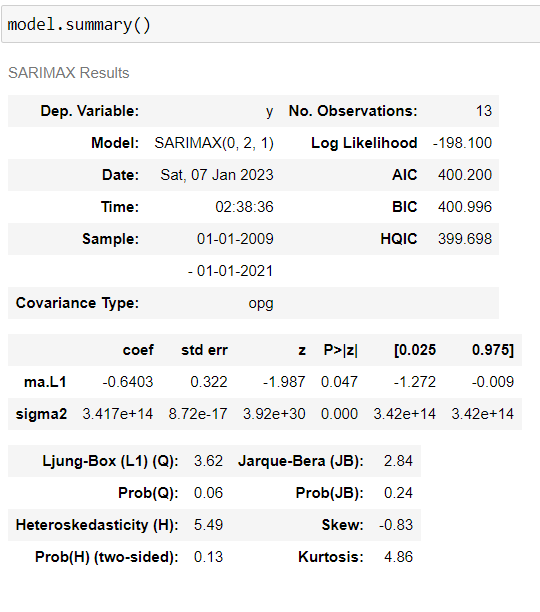 model.summary()
SARIMAX Results
Dep. Variable: y No. Observations: 13
Model: SARIMAX(0, 2, 1) Log Likelihood -198.100
Date: Sat, 07 Jan 2023 AIC 400.200
Time: 02:38:36 BIC 400.996
Sample: 01-01-2009 HQIC 399.698
- 01-01-2021
Covariance Type: opg
coef std err z P>|z| [0.025 0.975]
ma.L1 -0.6403 0.322 -1.987 0.047 -1.272 -0.009
sigma2 3.417e+14 8.72e-17 3.92e+30 0.000 3.42e+14 3.42e+14
Ljung-Box (L1) (Q): 3.62 Jarque-Bera (JB): 2.84
Prob(Q): 0.06 Prob(JB): 0.24
Heteroskedasticity (H): 5.49 Skew: -0.83
Prob(H) (two-sided): 0.13 Kurtosis: 4.86